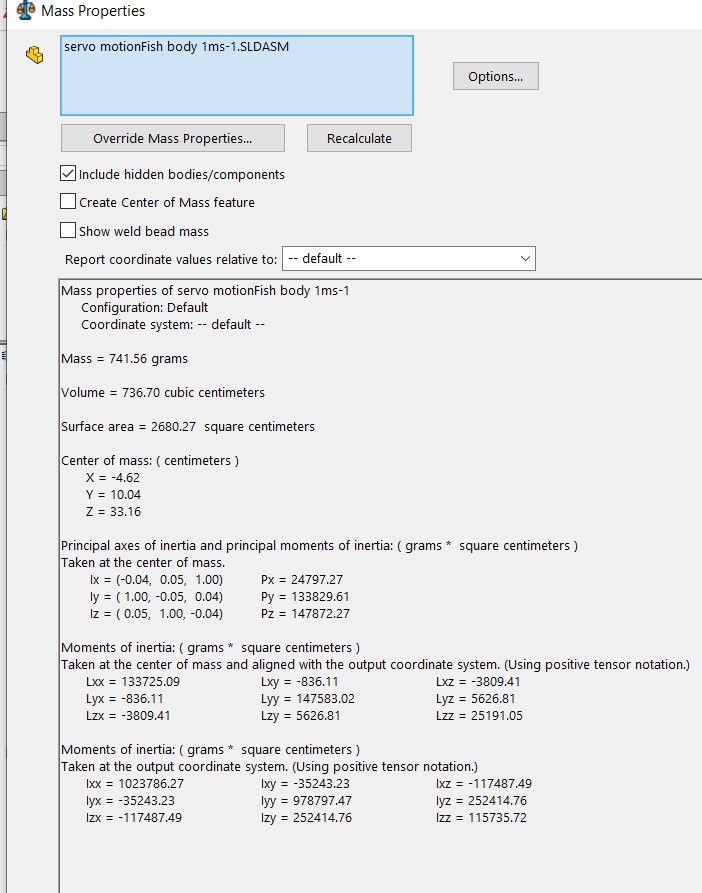 Mass Properties
servo motionFish body 1ms-1.SLDASM
Options...
Override Mass Properties...
Recalculate
Include hidden bodies/components
Create Center of Mass feature
Show weld bead mass
Report coordinate values relative to: -- default --
Mass properties of servo motionFish body 1ms-1
Configuration: Default
Coordinate system: -- default --
Mass = 741.56 grams
Volume = 736.70 cubic centimeters
Surface area = 2680.27 square centimeters
Center of mass: ( centimeters )
X = -4.62
Y = 10.04
Z = 33.16
Principal axes of inertia and principal moments of inertia: ( grams * square centimeters )
Taken at the center of mass.
Ix = (-0.04, 0.05, 1.00) Px = 24797.27
Iy = ( 1.00, -0.05, 0.04) Py = 133829.61
Iz = ( 0.05, 1.00, -0.04) Pz = 147872.27
Moments of inertia: ( grams * square centimeters )
Taken at the center of mass and aligned with the output coordinate system. (Using positive tensor notation.)
Lxx = 133725.09 Lxy = -836.11 Lxz = -3809.41
Lyx = -836.11 Lyy = 147583.02 Lyz = 5626.81
Lzx = -3809.41 Lzy = 5626.81 Lzz = 25191.05
Moments of inertia: ( grams * square centimeters )
Taken at the output coordinate system. (Using positive tensor notation.)
Ixx = 1023786.27 Ixy = -35243.23 Ixz = -117487.49
Iyx = -35243.23 Iyy = 978797.47 Iyz = 252414.76
Izx = -117487.49 Izy = 252414.76 Izz = 115735.72